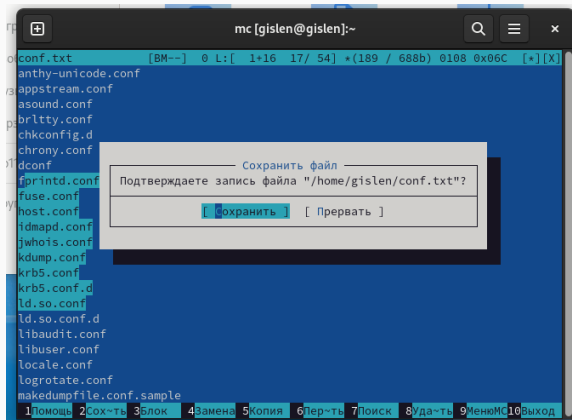 mc [gislen@gislen]:~
conf.txt [BM--] 0 L:[ 1+16 17/ 54] *(189 / 688b) 0108 0x06C [*][X]
anthy-unicode.conf
appstream.conf
asound.conf
brltty.conf
chkconfig.d
chrony.conf
dconf
fprintd.conf
fuse.conf
host.conf
idmapd.conf
jwhois.conf
kdump.conf
krb5.conf
krb5.conf.d
ld.so.conf
ld.so.conf.d
libaudit.conf
libuser.conf
locale.conf
logrotate.conf
makedumpfile.conf.sample
Сохранить файл
Подтверждаете запись файла "/home/gislen/conf.txt"?
[ Сохранить ] [ Прервать ]
1Помощь 2Сох~ть 3Блок 4Замена 5Копия 6Пер~ть 7Поиск 8Уда~ть 9МенюМС 10Выход